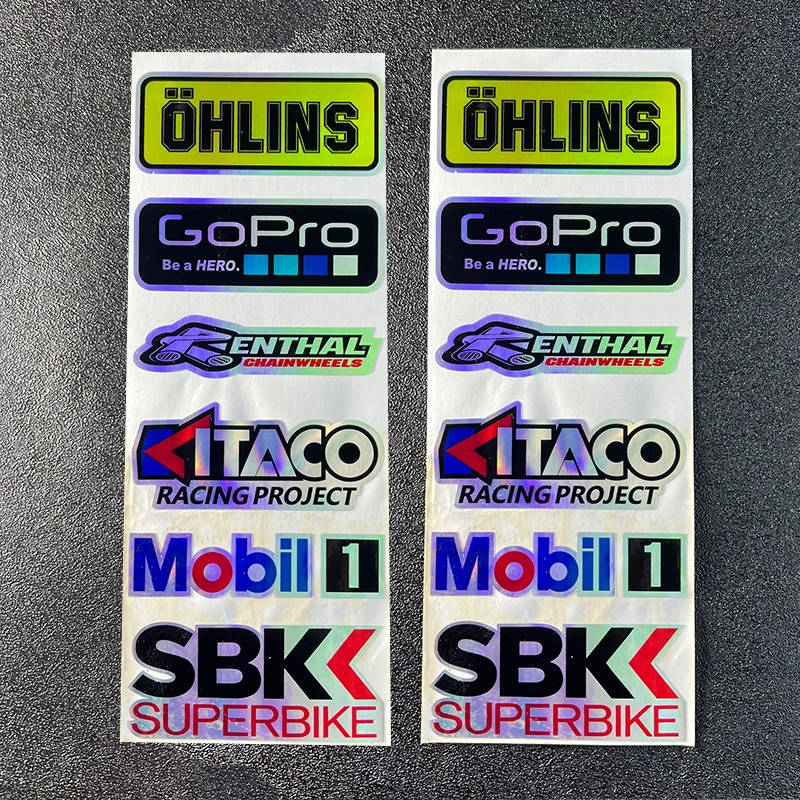 ÖHLINS
GoPro
Be a HERO.
RENTHAL
CHAINWHEELS
KITACO
RACING PROJECT
Mobil 1
SBK
SUPERBIKE
ÖHLINS
GoPro
Be a HERO.
RENTHAL
CHAINWHEELS
KITACO
RACING PROJECT
Mobil 1
SBK
SUPERBIKE